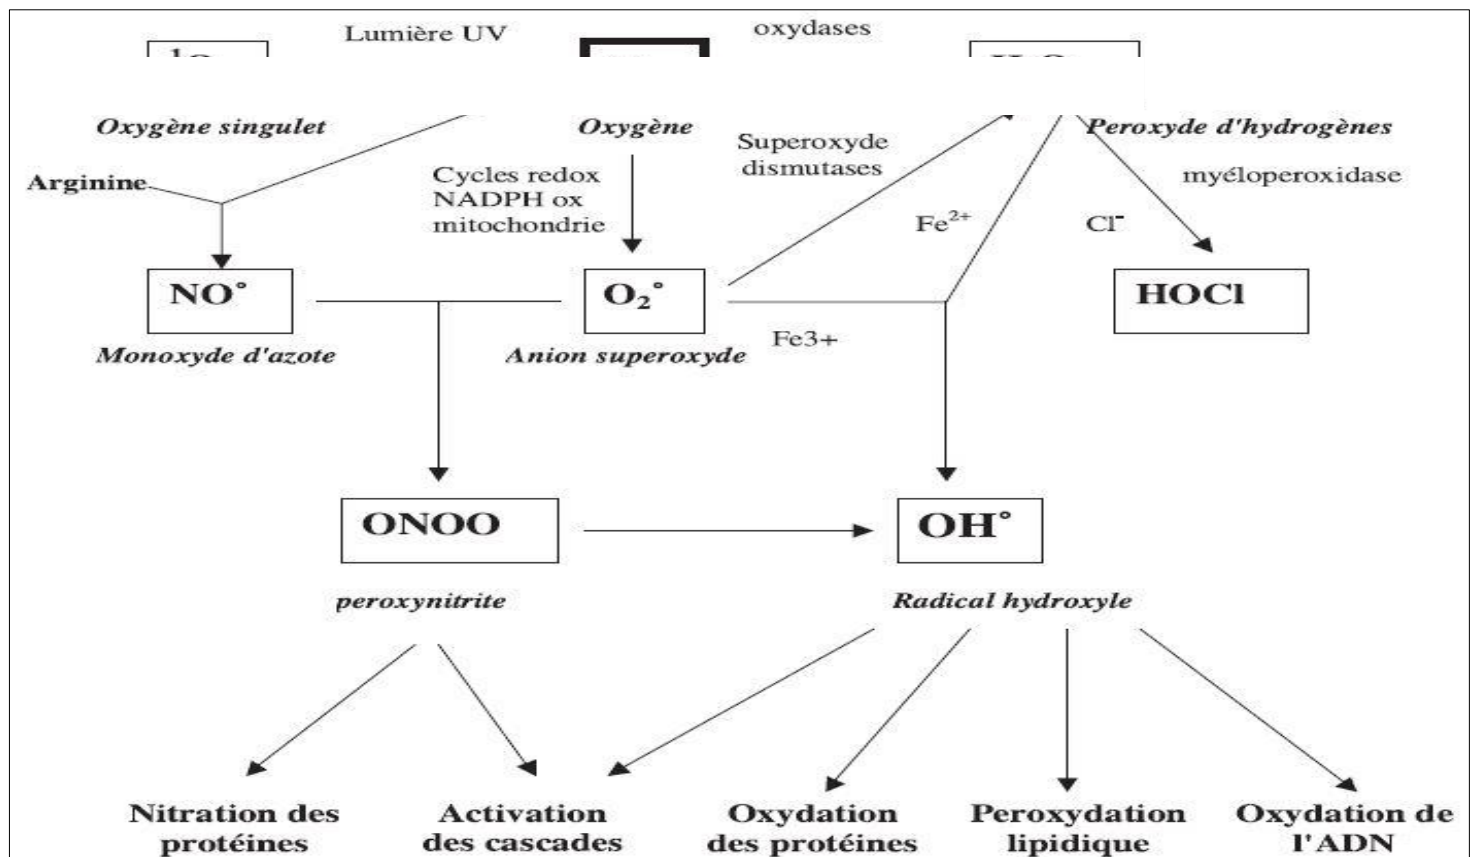 Lumière UV
oxydases
Oxygène singulet
Oxygène
Peroxyde d'hydrogènes
Superoxyde
dismutases
Arginine
Cycles redox
NADPH ox
mitochondrie
myéloperoxidase
Fe²⁺
Cl⁻
NO°
O₂°
HOCl
Monoxyde d'azote
Anion superoxyde
Fe3+
ONOO
OH°
peroxynitrite
Radical hydroxyle
Nitration des
protéines
Activation
des cascades
Oxydation
des protéines
Peroxydation
lipidique
Oxydation de
l'ADN